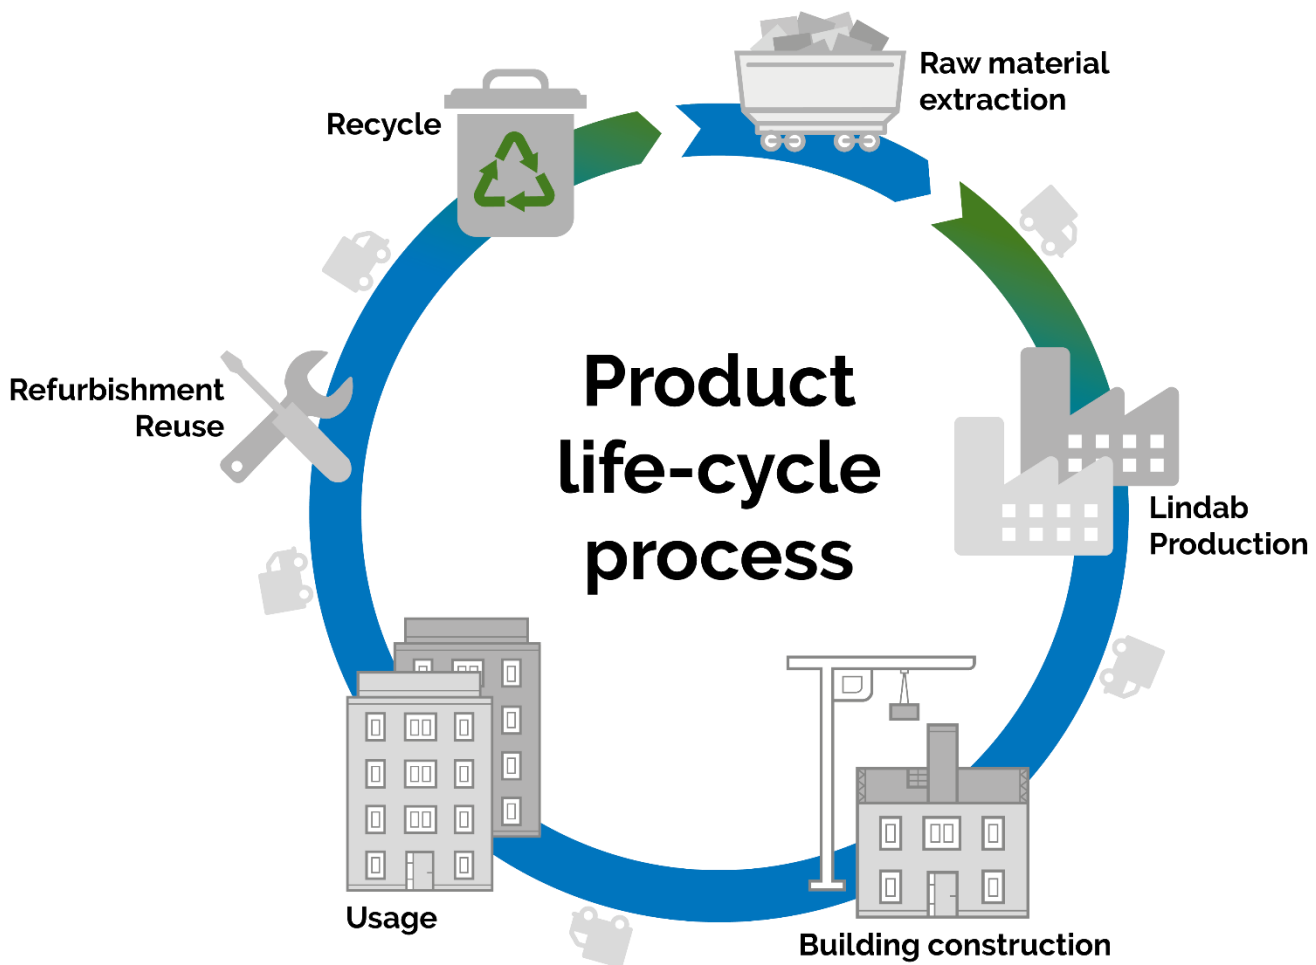 Product
life-cycle
process
Raw material
extraction
Lindab
Production
Building construction
Usage
Refurbishment
Reuse
Recycle